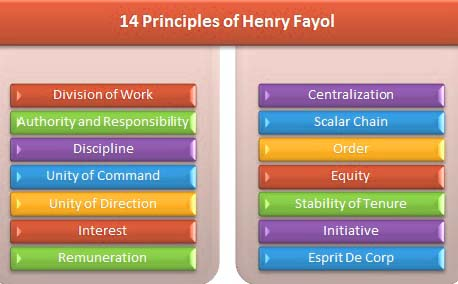 14 Principles of Henry Fayol
Division of Work
Authority and Responsibility
Discipline
Unity of Command
Unity of Direction
Interest
Remuneration
Centralization
Scalar Chain
Order
Equity
Stability of Tenure
Initiative
Esprit De Corp